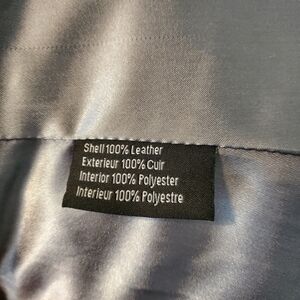 Shell 100% Leather
Exterieur 100% Cuir
Interior 100% Polyester
Interieur 100% Polyestre